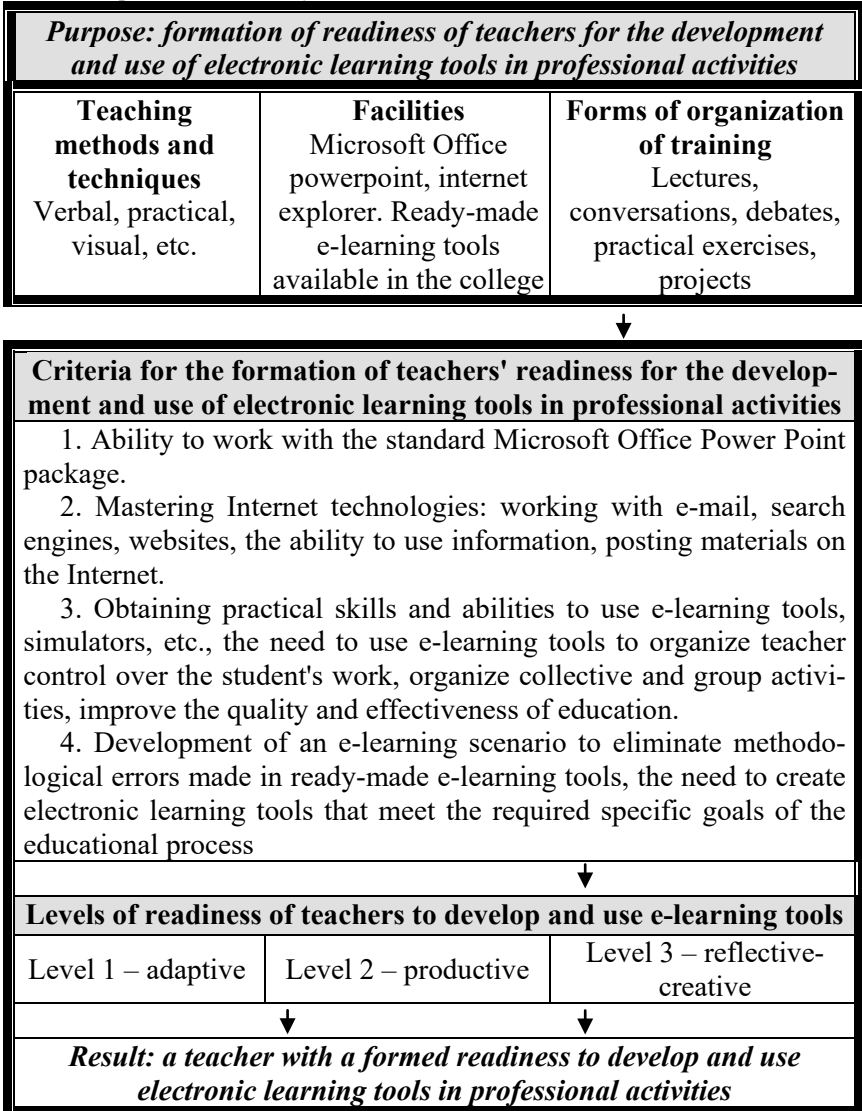 Purpose: formation of readiness of teachers for the development
and use of electronic learning tools in professional activities
Teaching
methods and
techniques
Verbal, practical,
visual, etc.
Facilities
Microsoft Office
powerpoint, internet
explorer. Ready-made
e-learning tools
available in the college
Forms of organization
of training
Lectures,
conversations, debates,
practical exercises,
projects
Criteria for the formation of teachers' readiness for the develop-
ment and use of electronic learning tools in professional activities
1. Ability to work with the standard Microsoft Office Power Point
package.
2. Mastering Internet technologies: working with e-mail, search
engines, websites, the ability to use information, posting materials on
the Internet.
3. Obtaining practical skills and abilities to use e-learning tools,
simulators, etc., the need to use e-learning tools to organize teacher
control over the student's work, organize collective and group activi-
ties, improve the quality and effectiveness of education.
4. Development of an e-learning scenario to eliminate methodo-
logical errors made in ready-made e-learning tools, the need to create
electronic learning tools that meet the required specific goals of the
educational process
Levels of readiness of teachers to develop and use e-learning tools
Level 1 – adaptive
Level 2 – productive
Level 3 – reflective-
creative
Result: a teacher with a formed readiness to develop and use
electronic learning tools in professional activities